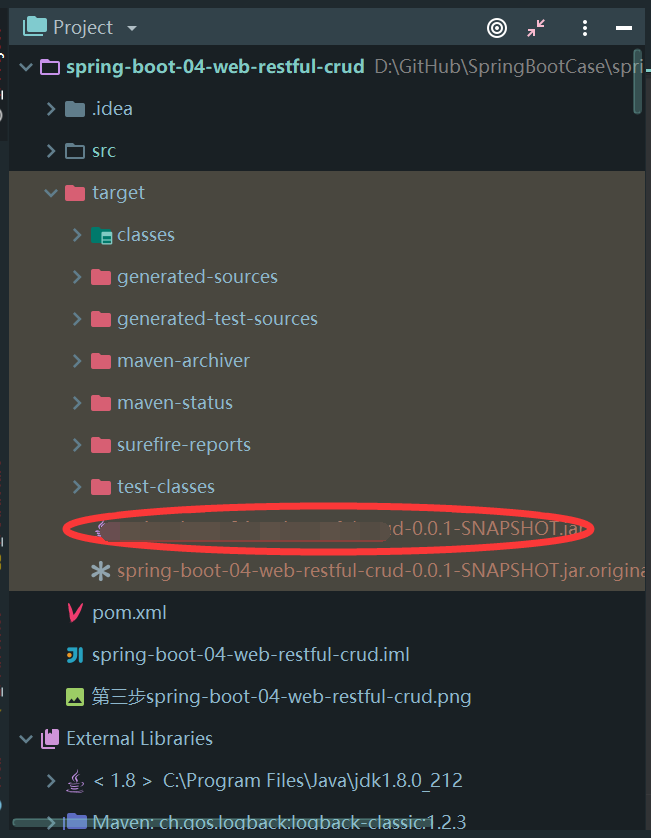 Project
spring-boot-04-web-restful-crud D:\GitHub\SpringBootCase\spri
.idea
src
target
classes
generated-sources
generated-test-sources
maven-archiver
maven-status
surefire-reports
test-classes
ud-0.0.1-SNAPSHOT.jar
spring-boot-04-web-restful-crud-0.0.1-SNAPSHOT.jar.origina
pom.xml
spring-boot-04-web-restful-crud.iml
第三步spring-boot-04-web-restful-crud.png
External Libraries
< 1.8 > C:\Program Files\Java\jdk1.8.0_212
Maven: ch.qos.logback:logback-classic:1.2.3